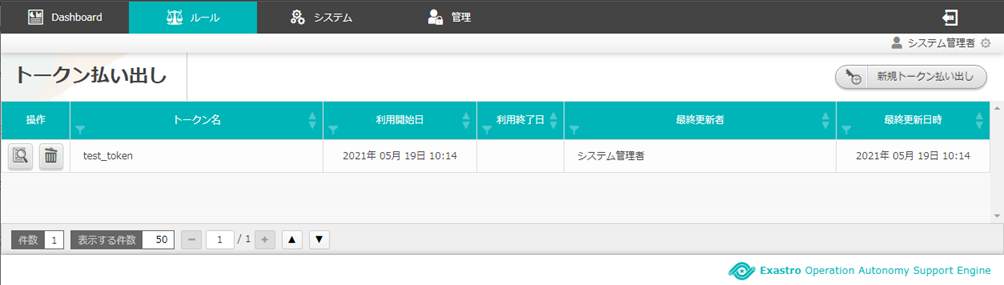 Dashboard ルール システム 管理
システム管理者
トークン払い出し
新規トークン払い出し
操作 トークン名 利用開始日 利用終了日 最終更新者 最終更新日時
test_token 2021年 05月 19日 10:14 システム管理者 2021年 05月 19日 10:14
件数 1 表示する件数 50 − 1 / 1 + ▲ ▼
Exastro Operation Autonomy Support Engine